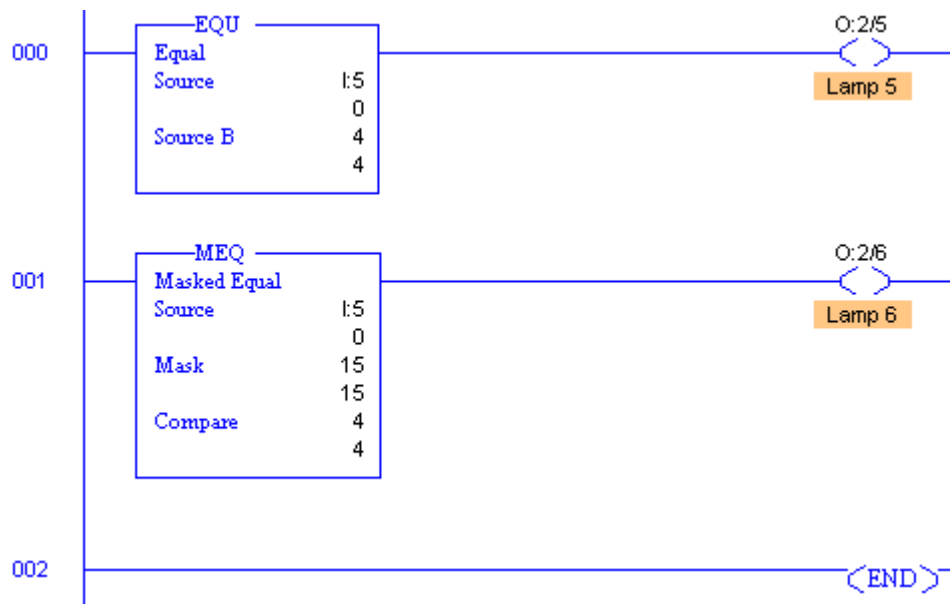 EQU
O:2/5
000
Equal
Source I:5
Lamp 5
0
Source B 4
4
MEQ
O:2/6
001
Masked Equal
Source I:5
Lamp 6
0
Mask 15
15
Compare 4
4
002
END